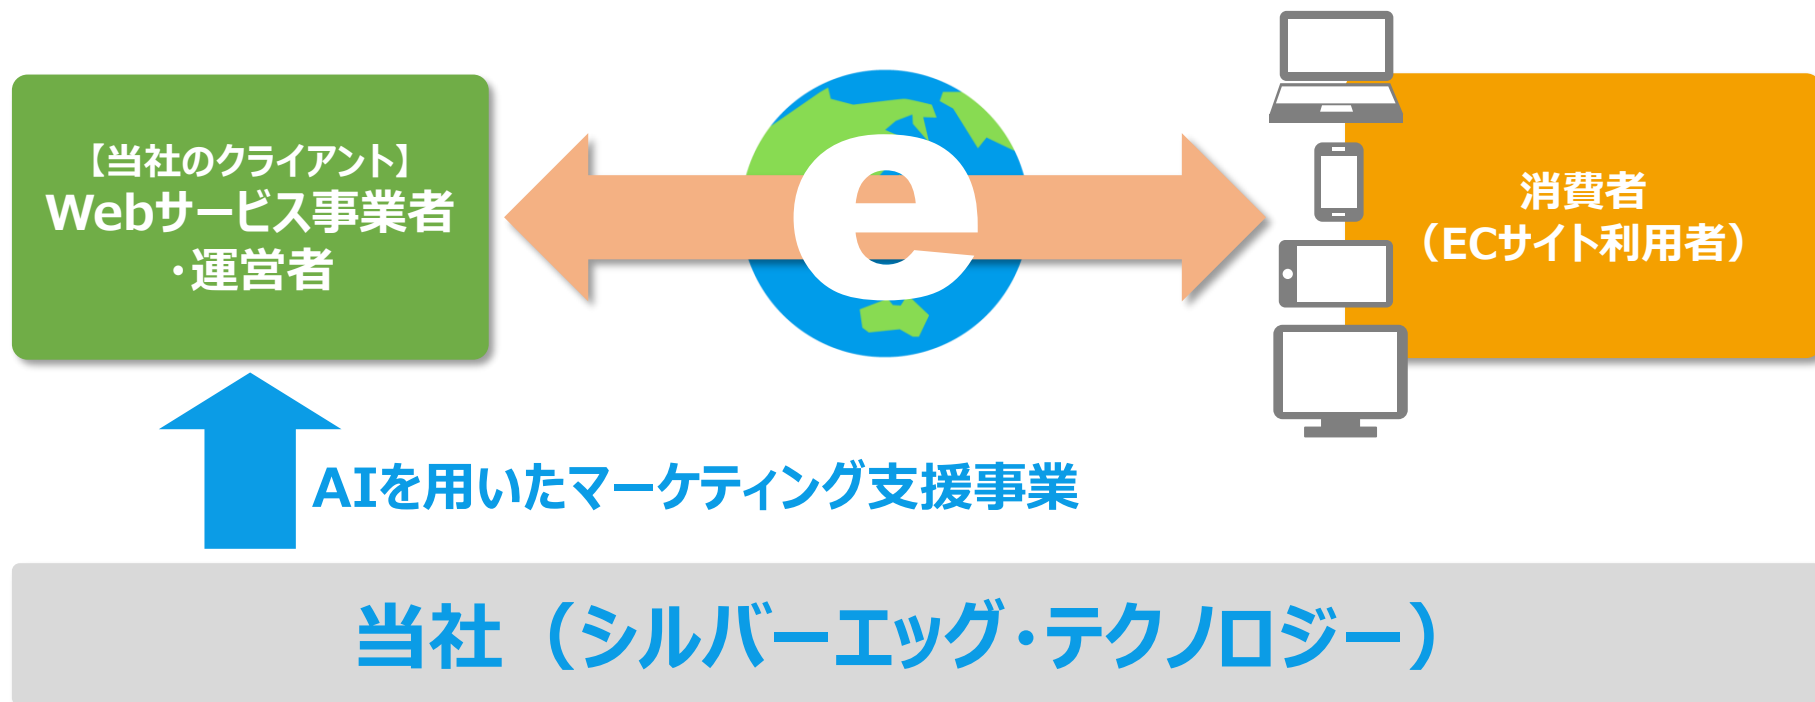 【当社のクライアント】
Webサービス事業者
・運営者
e
消費者
（ECサイト利用者）
AIを用いたマーケティング支援事業
当社（シルバーエッグ・テクノロジー）